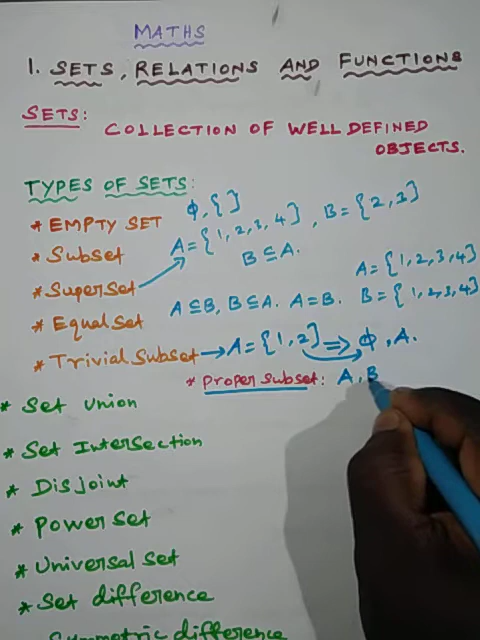 MATHS
1. SETS, RELATIONS AND FUNCTIONS
SETS: COLLECTION OF WELL DEFINED
OBJECTS.
TYPES OF SETS:
* EMPTY SET ϕ, { }
* Subset A={1,2,3,4}, B={2,3}
B⊆A.
* Superset
A={1,2,3,4}
A⊆B, B⊆A. A=B. B={1,2,3,4}
* Equal set
* Trivial Subset → A={1,2} ⇒ ϕ, A.
* Proper subset: A, B
* Set Union
* Set Intersection
* Disjoint
* Power set
* Universal set
* Set difference
Symmetric difference